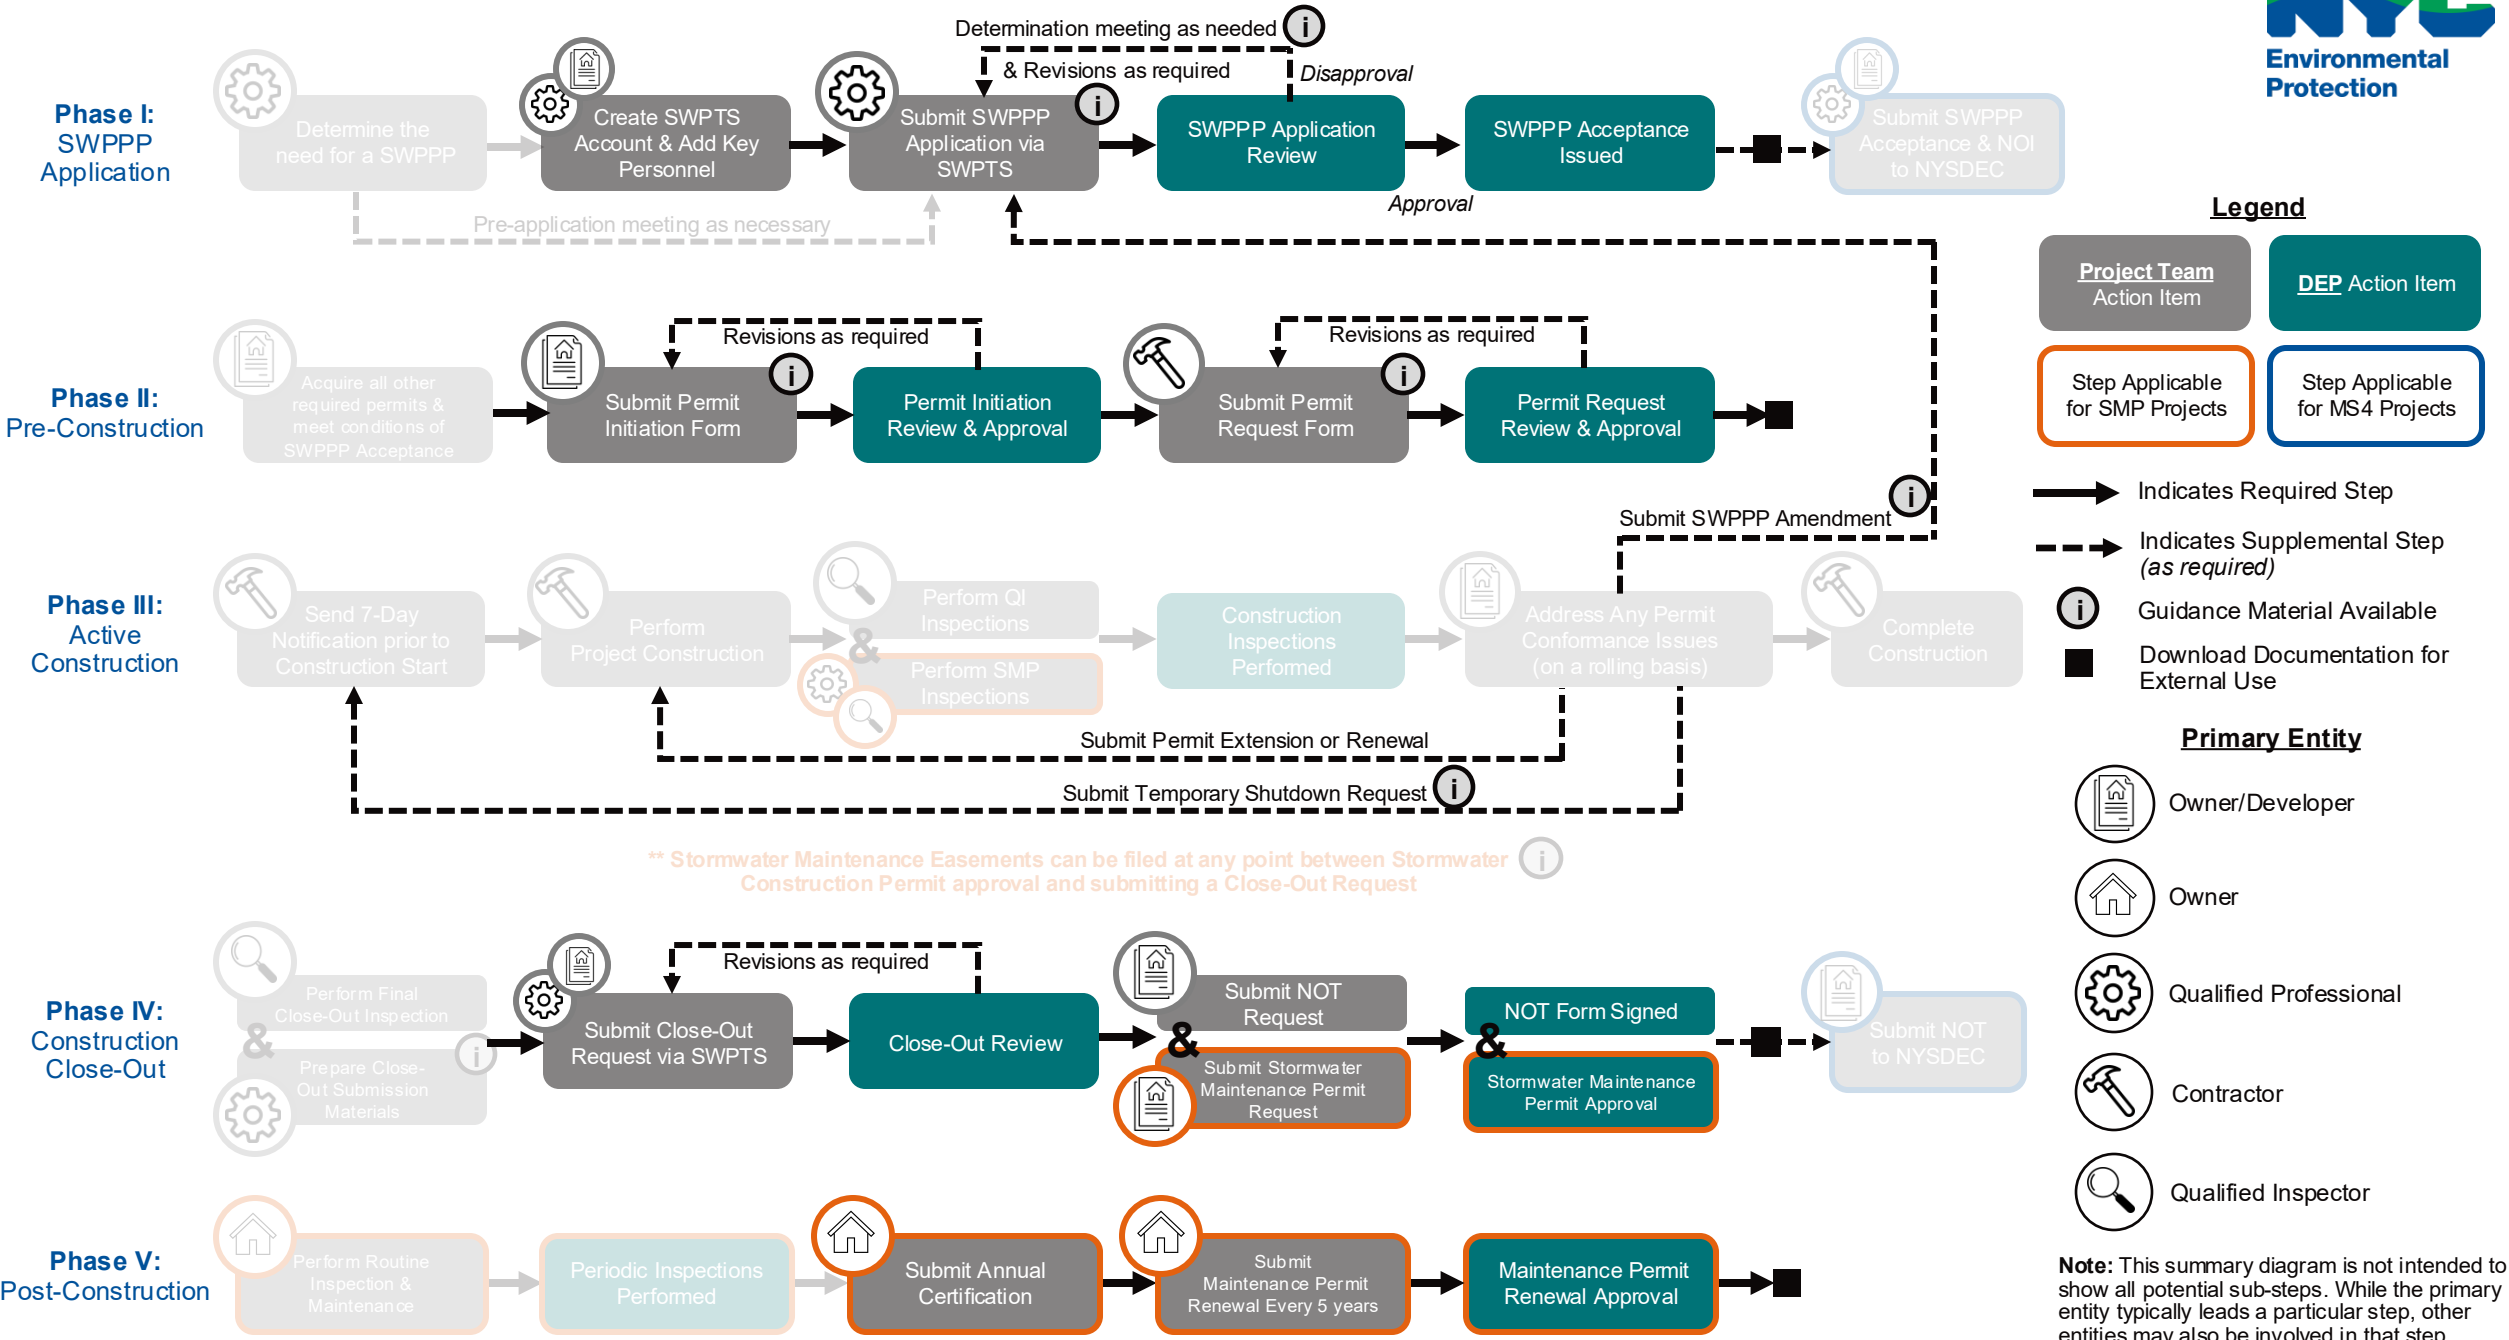 Determination meeting as needed i
& Revisions as required
Disapproval
NYC
Environmental
Protection
Phase I:
SWPPP
Application
Determine the
need for a SWPPP
Create SWPTS
Account & Add Key
Personnel
Submit SWPPP
Application via
SWPTS
i
SWPPP Application
Review
SWPPP Acceptance
Issued
Submit SWPPP
Acceptance & NOI
to NYSDEC
Approval
Pre-application meeting as necessary
Legend
Project Team
Action Item
DEP Action Item
Step Applicable
for SMP Projects
Step Applicable
for MS4 Projects
Indicates Required Step
Indicates Supplemental Step
(as required)
i
Guidance Material Available
Download Documentation for
External Use
Phase II:
Pre-Construction
Acquire all other
required permits &
meet conditions of
SWPPP Acceptance
Revisions as required
Submit Permit
Initiation Form
i
Permit Initiation
Review & Approval
Revisions as required
Submit Permit
Request Form
i
Permit Request
Review & Approval
Submit SWPPP Amendment
i
Phase III:
Active
Construction
Send 7-Day
Notification prior to
Construction Start
Perform
Project Construction
Perform QI
Inspections
&
Perform SMP
Inspections
Construction
Inspections
Performed
Address Any Permit
Conformance Issues
(on a rolling basis)
Complete
Construction
Submit Permit Extension or Renewal
Submit Temporary Shutdown Request i
** Stormwater Maintenance Easements can be filed at any point between Stormwater i
Construction Permit approval and submitting a Close-Out Request
Primary Entity
Owner/Developer
Owner
Qualified Professional
Contractor
Qualified Inspector
Phase IV:
Construction
Close-Out
Perform Final
Close-Out Inspection
&
Prepare Close-
Out Submission
Materials
i
Revisions as required
Submit Close-Out
Request via SWPTS
Close-Out Review
Submit NOT
Request
&
Submit Stormwater
Maintenance Permit
Request
NOT Form Signed
&
Stormwater Maintenance
Permit Approval
Submit NOT
to NYSDEC
Phase V:
Post-Construction
Perform Routine
Inspection &
Maintenance
Periodic Inspections
Performed
Submit Annual
Certification
Submit
Maintenance Permit
Renewal Every 5 years
Maintenance Permit
Renewal Approval
Note: This summary diagram is not intended to
show all potential sub-steps. While the primary
entity typically leads a particular step, other
entities may also be involved in that step